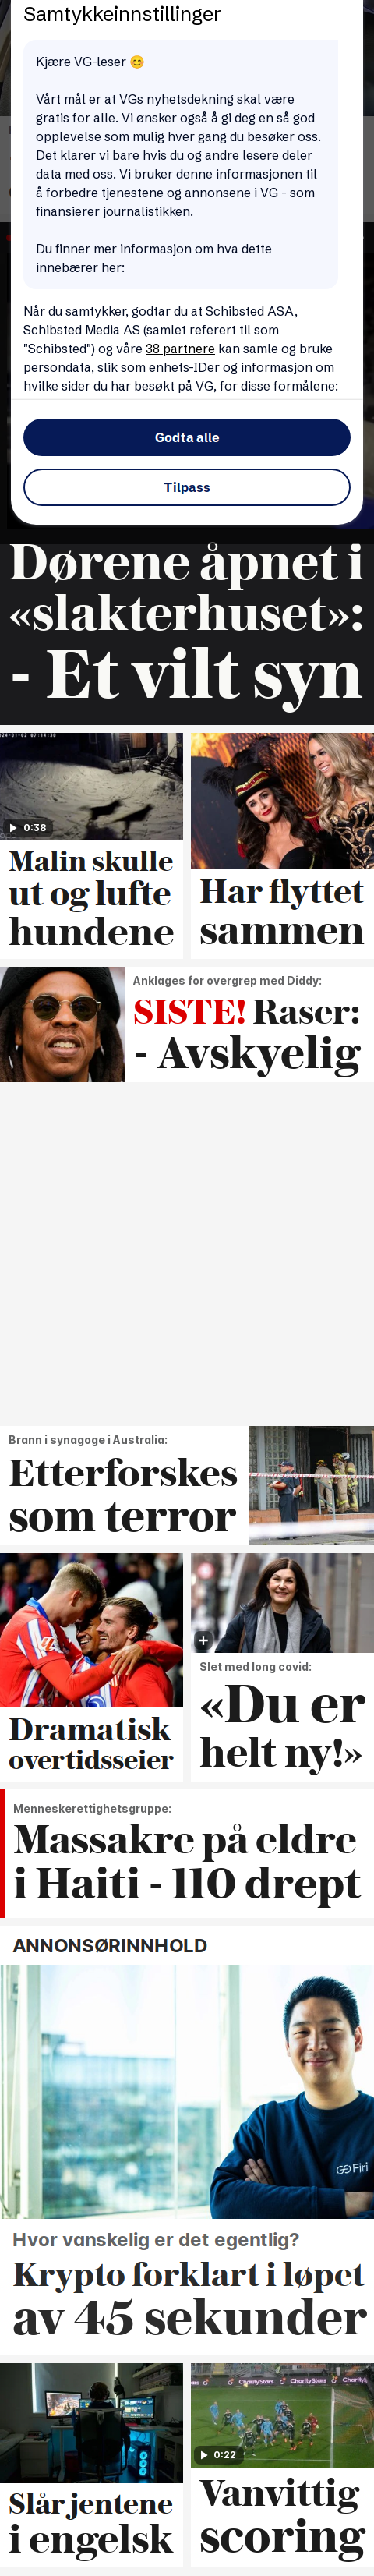 Samtykkeinnstillinger
Kjære VG-leser 😊
Vårt mål er at VGs nyhetsdekning skal være
gratis for alle. Vi ønsker også å gi deg en så god
opplevelse som mulig hver gang du besøker oss.
Det klarer vi bare hvis du og andre lesere deler
data med oss. Vi bruker denne informasjonen til
å forbedre tjenestene og annonsene i VG - som
finansierer journalistikken.
Du finner mer informasjon om hva dette
innebærer her:
Når du samtykker, godtar du at Schibsted ASA,
Schibsted Media AS (samlet referert til som
"Schibsted") og våre 38 partnere kan samle og bruke
persondata, slik som enhets-IDer og informasjon om
hvilke sider du har besøkt på VG, for disse formålene:
Godta alle
Tilpass
Dørene åpnet i
«slakterhuset»:
- Et vilt syn
0:38
Malin skulle
ut og lufte
hundene
Har flyttet
sammen
Anklages for overgrep med Diddy:
SISTE! Raser:
- Avskyelig
Brann i synagoge i Australia:
Etterforskes
som terror
Dramatisk
overtidsseier
Slet med long covid:
«Du er
helt ny!»
Menneskerettighetsgruppe:
Massakre på eldre
i Haiti - 110 drept
ANNONSØRINNHOLD
Firi
Hvor vanskelig er det egentlig?
Krypto forklart i løpet
av 45 sekunder
Slår jentene
i engelsk
CharityStars
CharityStars
0:22
Vanvittig
scoring